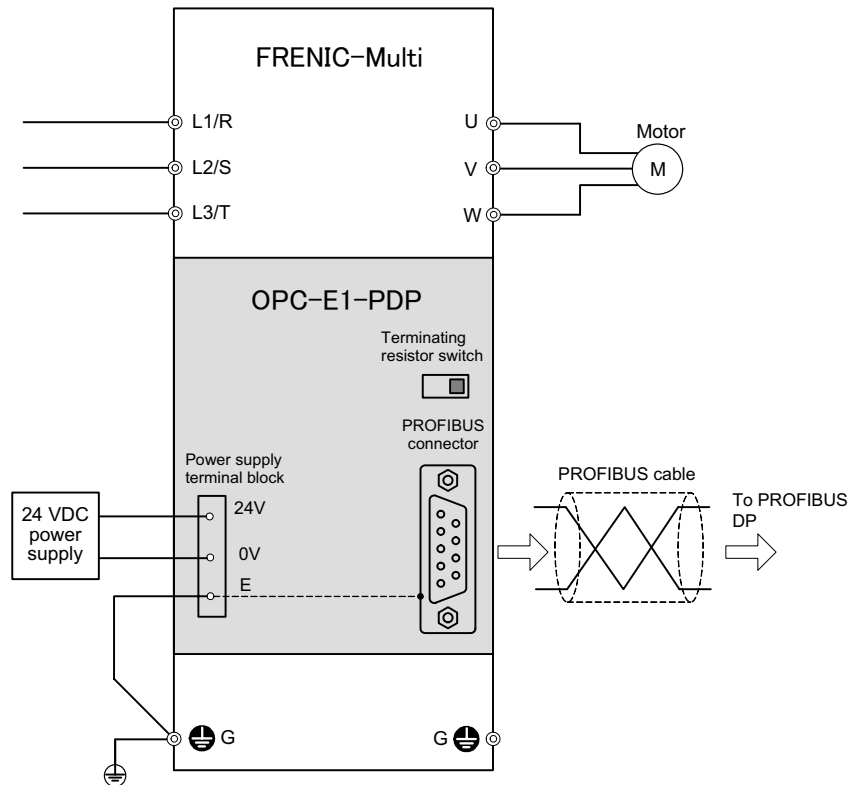 FRENIC-Multi
L1/R
U
Motor
L2/S
V
M
L3/T
W
OPC-E1-PDP
Terminating
resistor switch
PROFIBUS
connector
Power supply
terminal block
PROFIBUS cable
24 VDC
power
supply
24V
0V
E
To PROFIBUS
DP
G
G